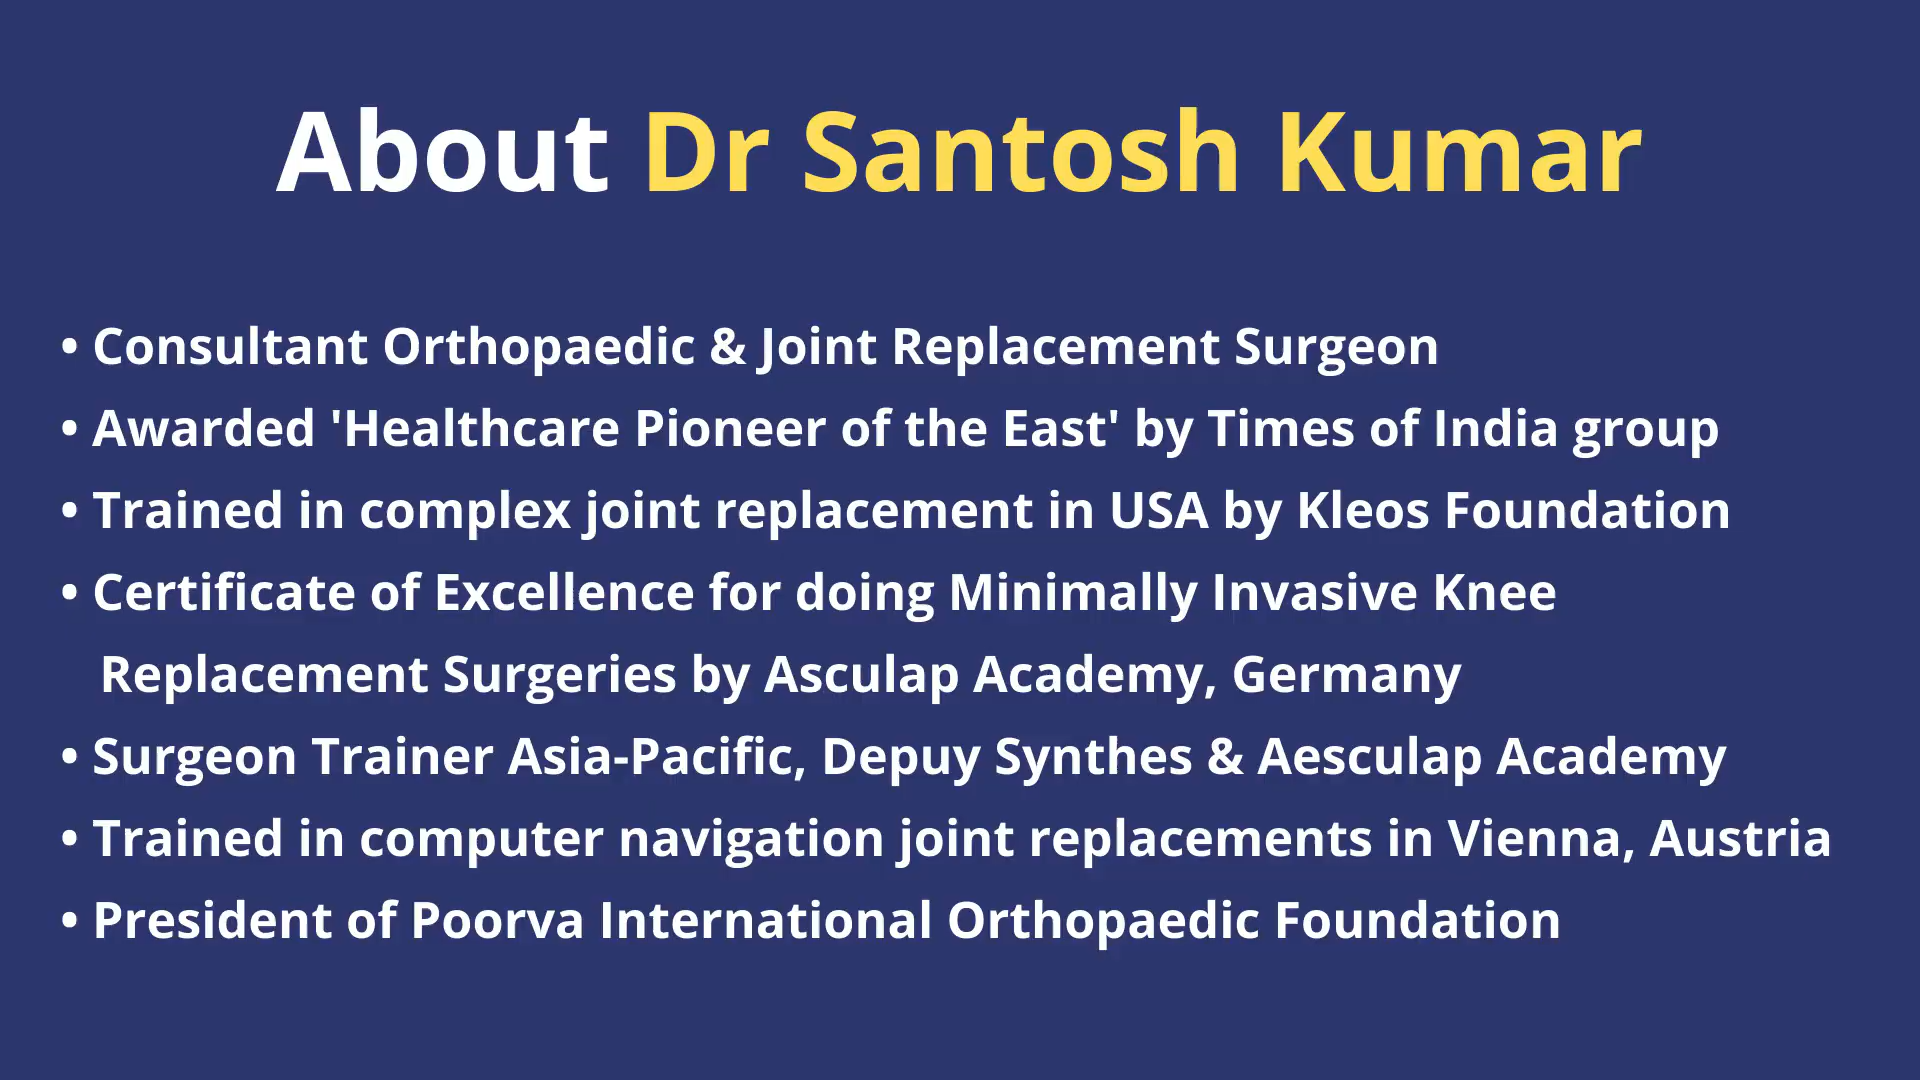 About Dr Santosh Kumar
• Consultant Orthopaedic & Joint Replacement Surgeon
• Awarded 'Healthcare Pioneer of the East' by Times of India group
• Trained in complex joint replacement in USA by Kleos Foundation
• Certificate of Excellence for doing Minimally Invasive Knee
Replacement Surgeries by Asculap Academy, Germany
• Surgeon Trainer Asia-Pacific, Depuy Synthes & Aesculap Academy
• Trained in computer navigation joint replacements in Vienna, Austria
• President of Poorva International Orthopaedic Foundation